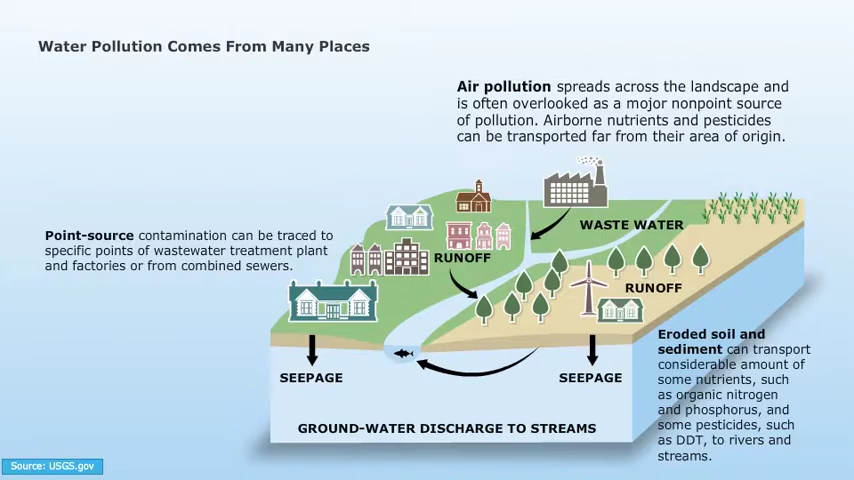 Water Pollution Comes From Many Places
Air pollution spreads across the landscape and
is often overlooked as a mojor nonpoint source
of pollution. Airborne nutrients and pesticides
can be transported far from their area of origin.
Point-source contamination can be traced to
specific points of wastewater treatment plant
and factories or from combined sewers.
WASTE WATER
RUNOFF
RUNOFF
Eroded soil and
sediment can transport
considerable amount of
some nutrients, such
as organic nitrogen
and phosphorus, and
some pesticides, such
as DDT, to rivers and
streams.
SEEPAGE
SEEPAGE
GROUND-WATER DISCHARGE TO STREAMS
Source: USGS.gov